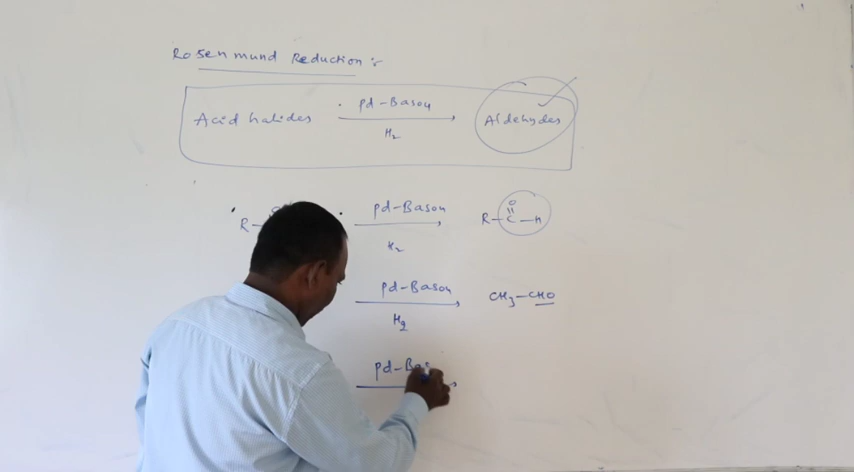 Rosenmund Reduction :-
Acid halides Pd-BaSO4 Aldehydes
H2
R- Pd-BaSO4 R-C-H
O
H2
Pd-BaSO4 CH3-CHO
H2
Pd-Ba